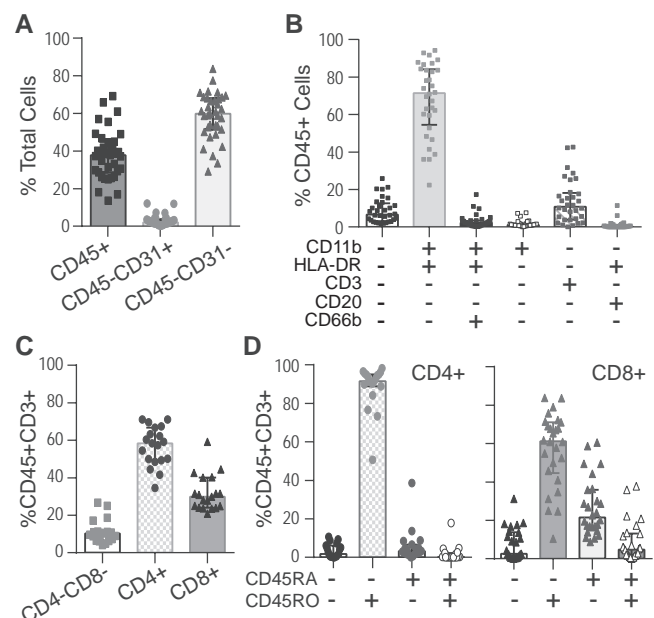 A
% Total Cells
100
80
60
40
20
0
CD45+
CD45-CD31+
CD45-CD31-
B
% CD45+ Cells
100
80
60
40
20
0
CD11b - + + + - -
HLA-DR - + + - - +
CD3 - - - - + -
CD20 - - - - - +
CD66b - - + - - -
C
%CD45+CD3+
100
80
60
40
20
0
CD4-CD8-
CD4+
CD8+
D
%CD45+CD3+
100
80
60
40
20
0
CD4+
CD8+
CD45RA - - + + - - + +
CD45RO - + - + - + - +